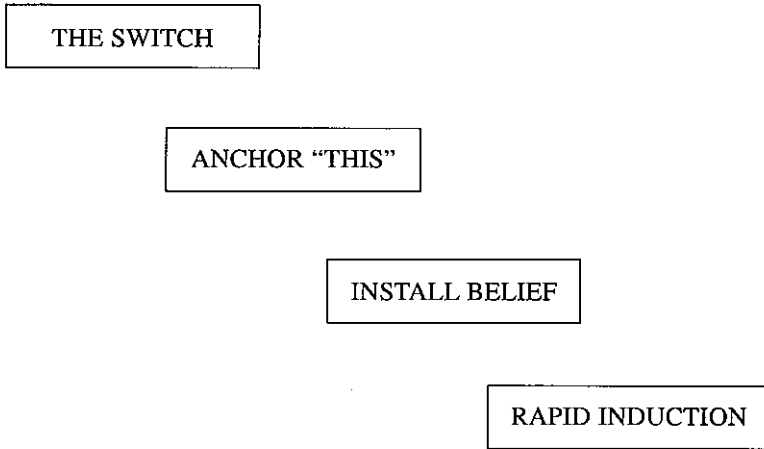 THE SWITCH
ANCHOR “THIS”
INSTALL BELIEF
RAPID INDUCTION